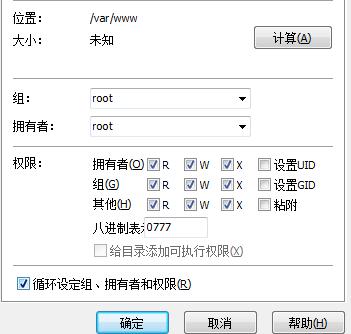 位置: /var/www
大小: 未知 计算(A)
组: root
拥有者: root
权限: 拥有者(O) R W X 设置UID
组(G) R W X 设置GID
其他(H) R W X 粘附
八进制表示 0777
给目录添加可执行权限(X)
循环设定组、拥有者和权限(R)
确定 取消 帮助(H)